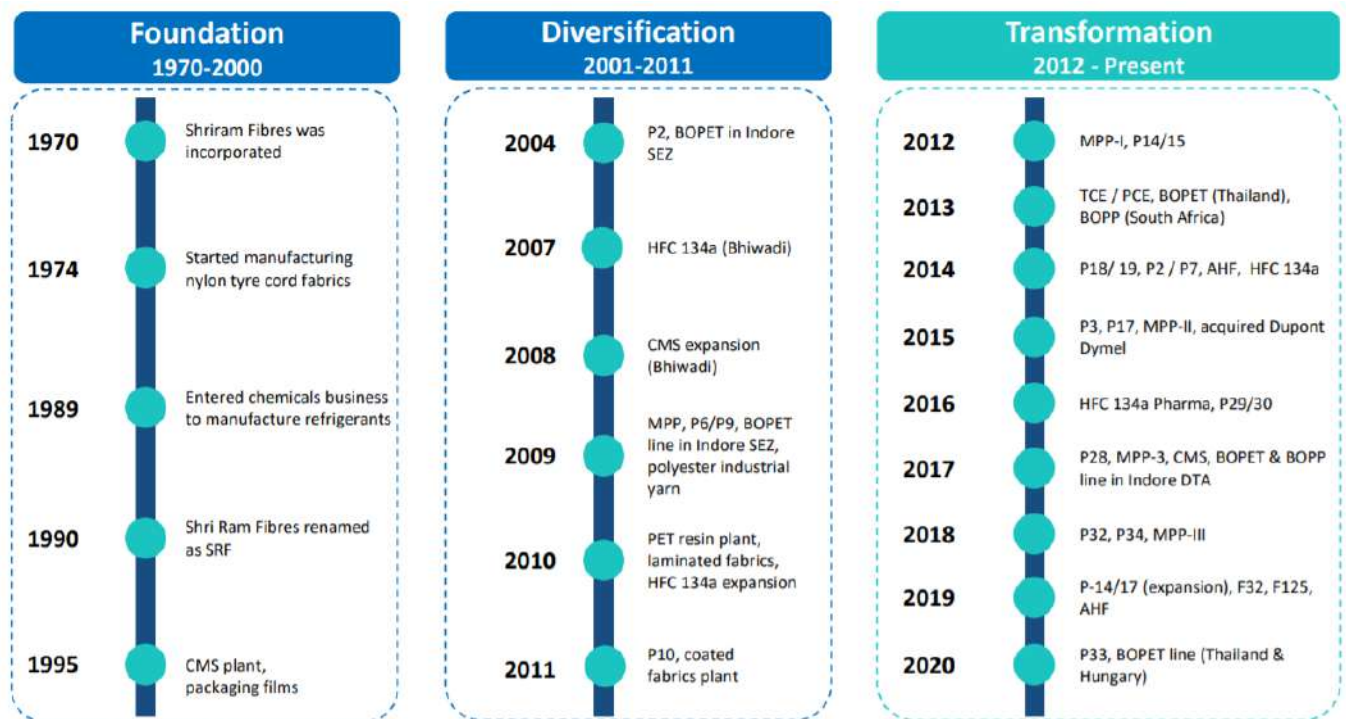 Foundation
1970-2000
1970
Shriram Fibres was
incorporated
1974
Started manufacturing
nylon tyre cord fabrics
1989
Entered chemicals business
to manufacture refrigerants
1990
Shri Ram Fibres renamed
as SRF
1995
CMS plant,
packaging films
Diversification
2001-2011
2004
P2, BOPET in Indore
SEZ
2007
HFC 134a (Bhiwadi)
2008
CMS expansion
(Bhiwadi)
2009
MPP, P6/P9, BOPET
line in Indore SEZ,
polyester industrial
yarn
2010
PET resin plant,
laminated fabrics,
HFC 134a expansion
2011
P10, coated
fabrics plant
Transformation
2012 - Present
2012
MPP-I, P14/15
2013
TCE / PCE, BOPET (Thailand),
BOPP (South Africa)
2014
P18/ 19, P2 / P7, AHF, HFC 134a
2015
P3, P17, MPP-II, acquired Dupont
Dymel
2016
HFC 134a Pharma, P29/30
2017
P28, MPP-3, CMS, BOPET & BOPP
line in Indore DTA
2018
P32, P34, MPP-III
2019
P-14/17 (expansion), F32, F125,
AHF
2020
P33, BOPET line (Thailand &
Hungary)